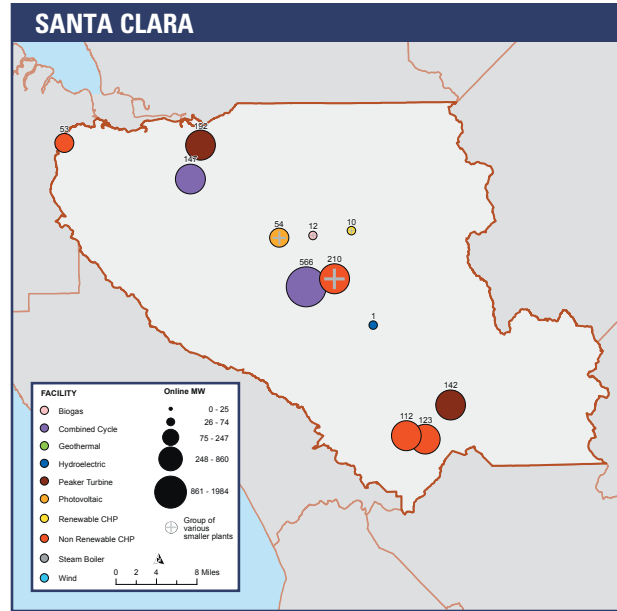 SANTA CLARA
53
192
147
54
12
10
566
210
1
142
112
123
FACILITY
Biogas
Combined Cycle
Geothermal
Hydroelectric
Peaker Turbine
Photovoltaic
Renewable CHP
Non Renewable CHP
Steam Boiler
Wind
Online MW
0 - 25
26 - 74
75 - 247
248 - 860
861 - 1984
Group of
various
smaller plants
0 4 8 Miles